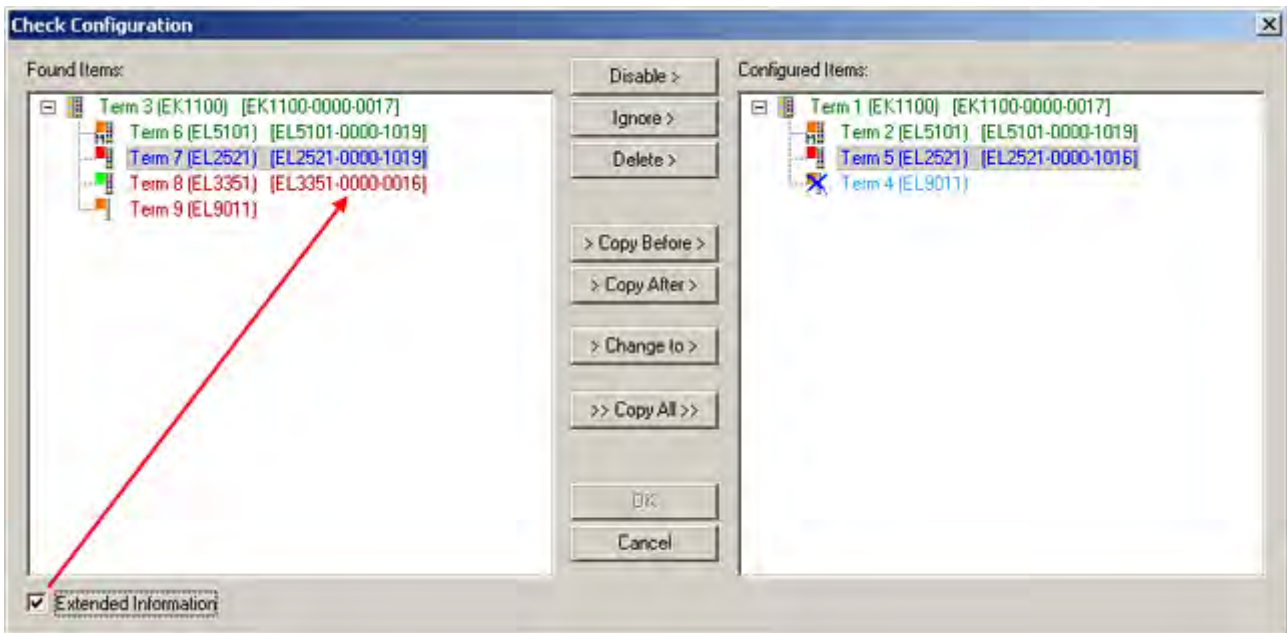 Check Configuration
Found Items:
Term 3 (EK1100) [EK1100-0000-0017]
Term 6 (EL5101) [EL5101-0000-1019]
Term 7 (EL2521) [EL2521-0000-1019]
Term 8 (EL3351) [EL3351-0000-0016]
Term 9 (EL9011)
Extended Information
Disable >
Ignore >
Delete >
> Copy Before >
> Copy After >
> Change to >
>> Copy All >>
OK
Cancel
Configured Items:
Term 1 (EK1100) [EK1100-0000-0017]
Term 2 (EL5101) [EL5101-0000-1019]
Term 5 (EL2521) [EL2521-0000-1016]
Term 4 (EL9011)